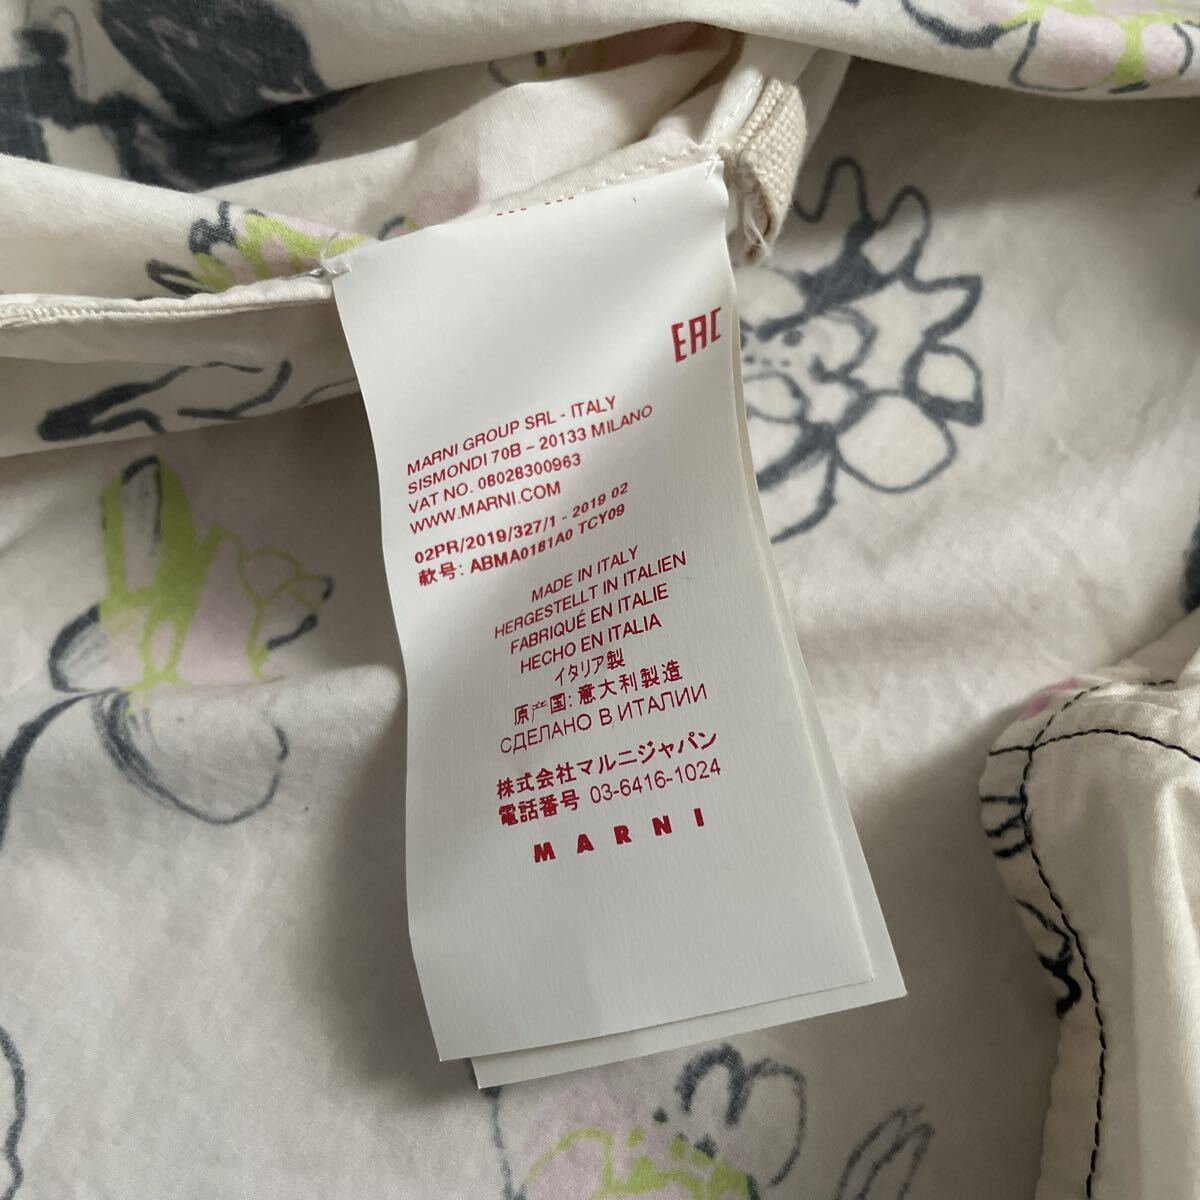 EAC
MARNI GROUP SRL - ITALY
SISMONDI 70B – 20133 MILANO
VAT NO. 08028300963
WWW.MARNI.COM
02PR/2019/327/1 - 2019 02
款号: ABMA0181A0 TCY09
MADE IN ITALY
HERGESTELLT IN ITALIEN
FABRIQUÉ EN ITALIE
HECHO EN ITALIA
イタリア製
原产国: 意大利製造
СДЕЛАНО В ИТАЛИИ
株式会社マルニジャパン
電話番号 03-6416-1024
MARNI